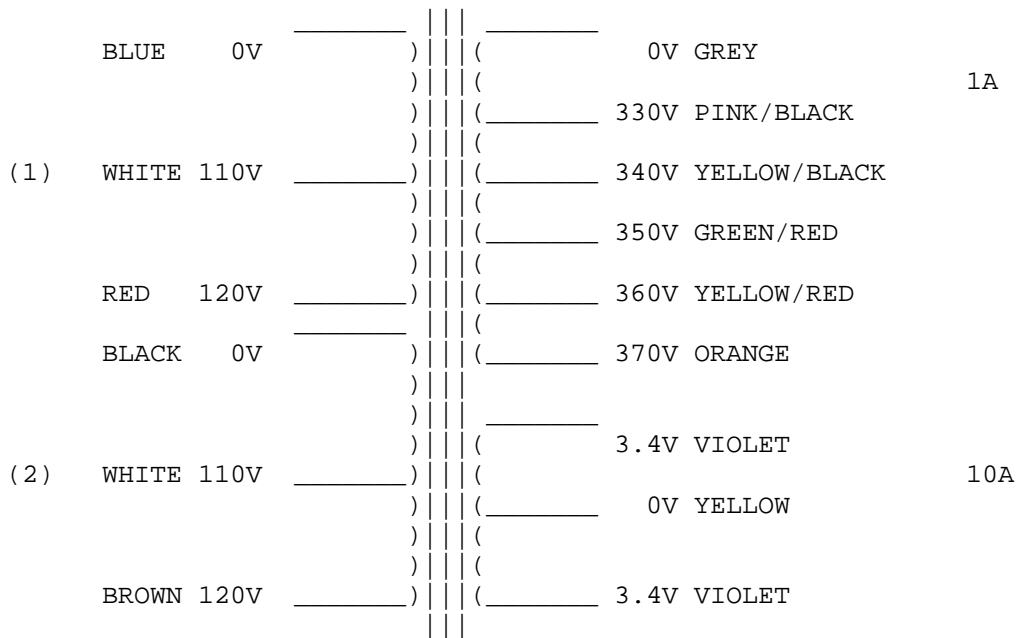 BLUE 0V 0V GREY
1A
330V PINK/BLACK
(1) WHITE 110V 340V YELLOW/BLACK
350V GREEN/RED
RED 120V 360V YELLOW/RED
BLACK 0V 370V ORANGE
3.4V VIOLET
(2) WHITE 110V 10A
0V YELLOW
BROWN 120V 3.4V VIOLET